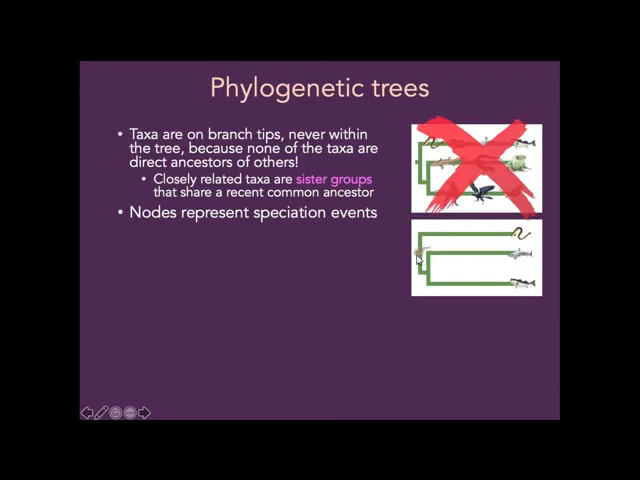 Phylogenetic trees
• Taxa are on branch tips, never within
the tree, because none of the taxa are
direct ancestors of others!
• Closely related taxa are sister groups
that share a recent common ancestor
• Nodes represent speciation events